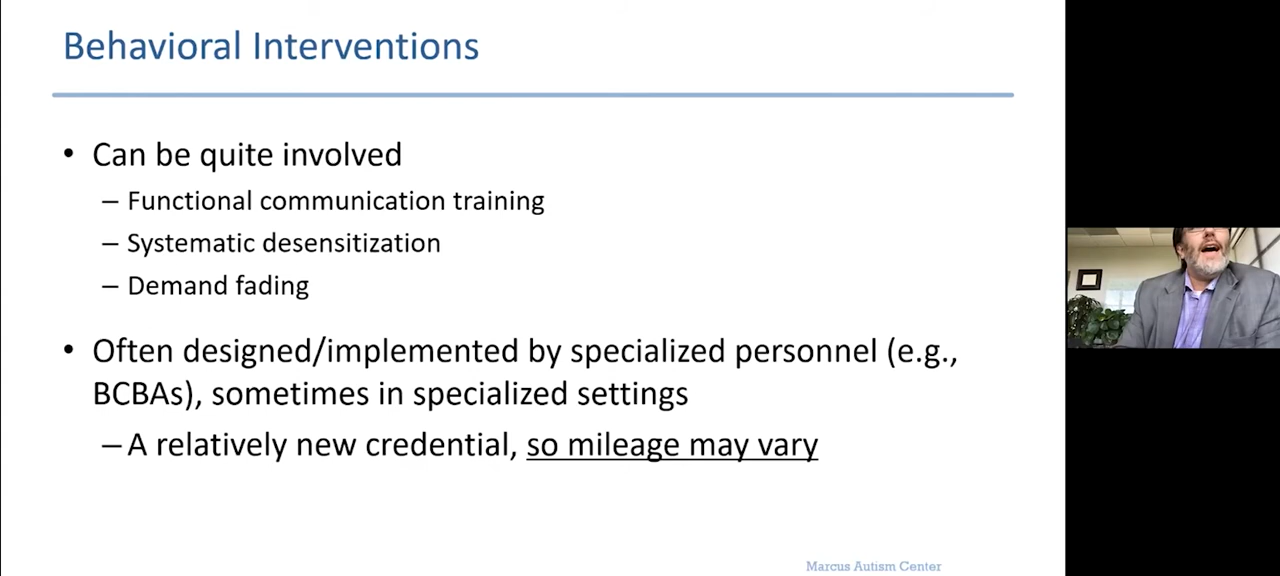 Behavioral Interventions
• Can be quite involved
– Functional communication training
– Systematic desensitization
– Demand fading
• Often designed/implemented by specialized personnel (e.g.,
BCBAs), sometimes in specialized settings
– A relatively new credential, so mileage may vary
Marcus Autism Center